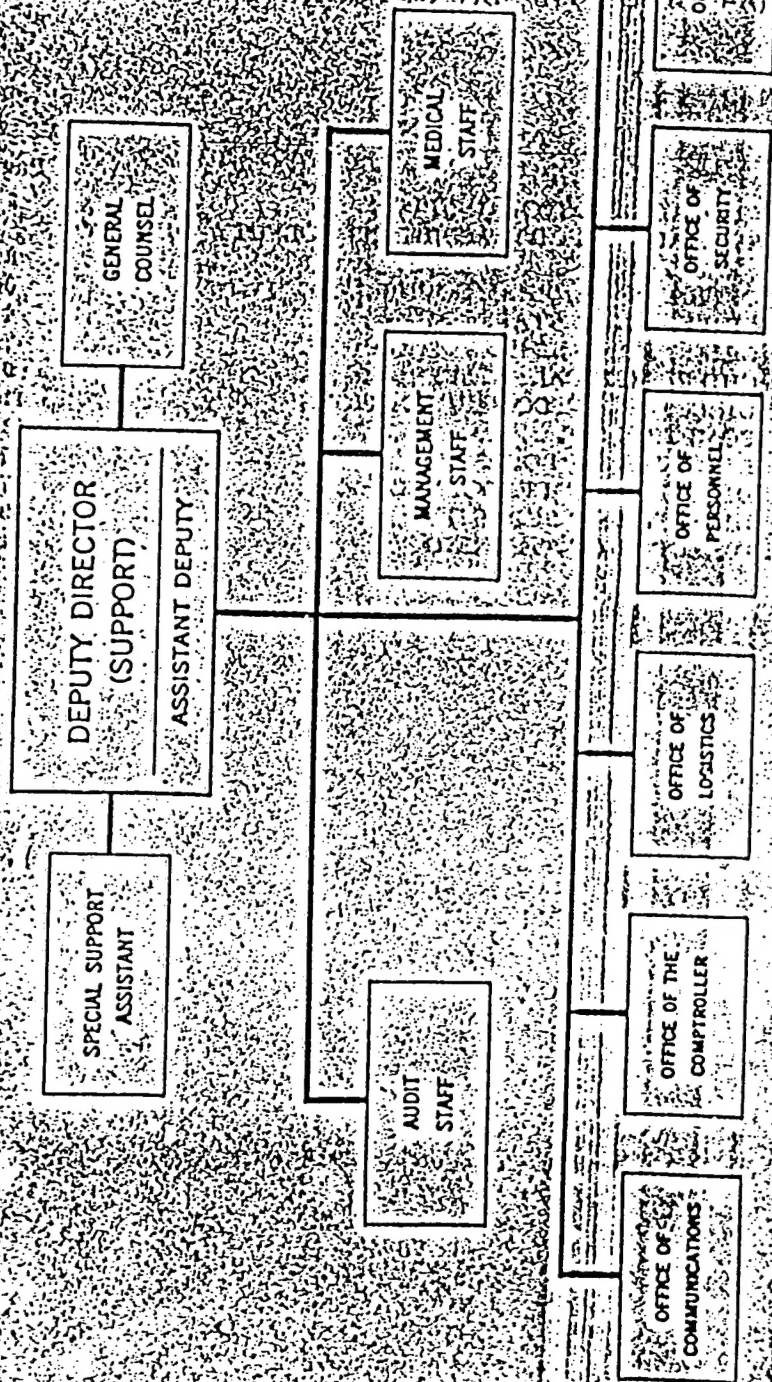 DEPUTY DIRECTOR
(SUPPORT)
ASSISTANT DEPUTY
SPECIAL SUPPORT
ASSISTANT
GENERAL
COUNSEL
AUDIT
STAFF
MANAGEMENT
STAFF
MEDICAL
STAFF
OFFICE OF
COMMUNICATIONS
OFFICE OF THE
COMPTROLLER
OFFICE OF
LOGISTICS
OFFICE OF
PERSONNEL
OFFICE OF
SECURITY